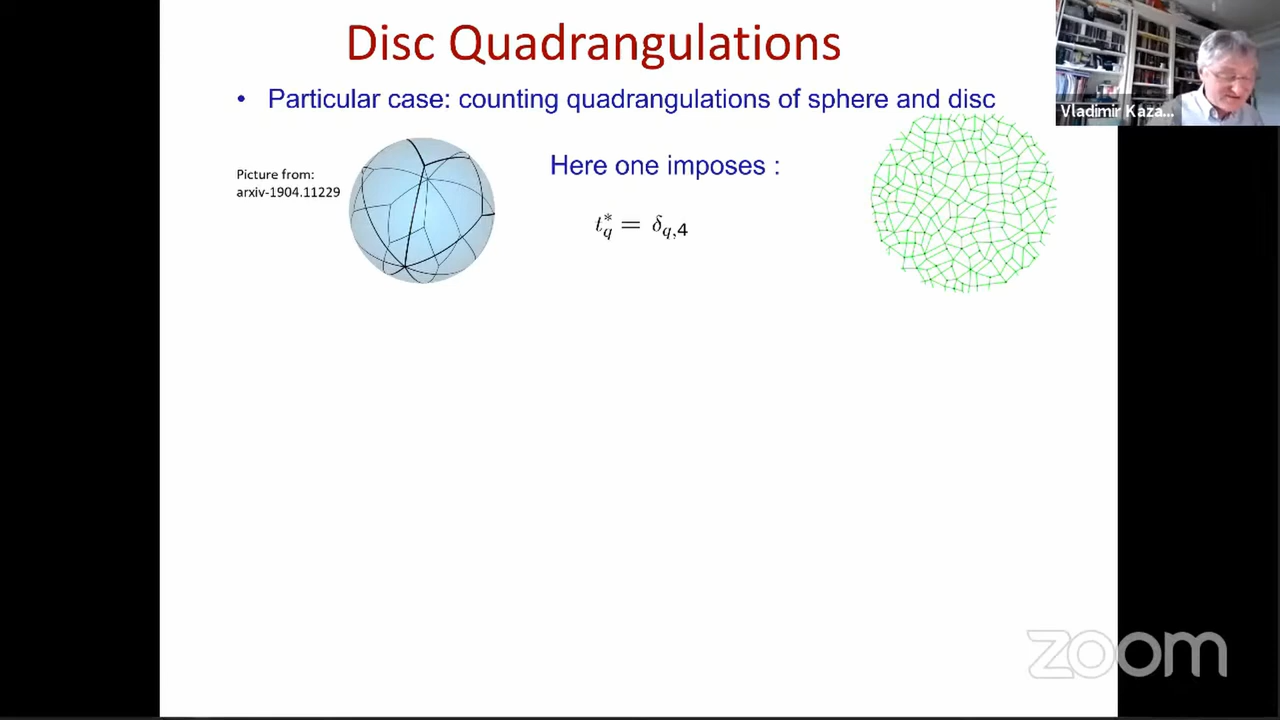 Disc Quadrangulations
• Particular case: counting quadrangulations of sphere and disc
Vladimir Kaza...
Picture from:
arxiv-1904.11229
Here one imposes :
t*_q = δ_{q,4}
zoom